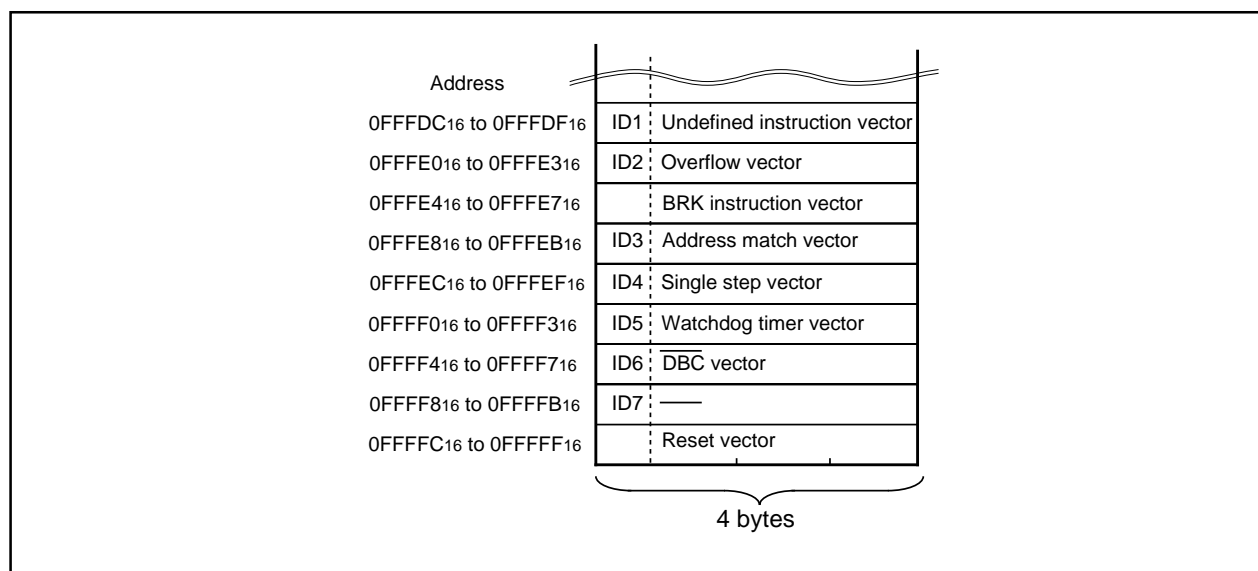 Address
0FFFDC16 to 0FFFDF16 ID1 Undefined instruction vector
0FFFE016 to 0FFFE316 ID2 Overflow vector
0FFFE416 to 0FFFE716 BRK instruction vector
0FFFE816 to 0FFFEB16 ID3 Address match vector
0FFFEC16 to 0FFFEF16 ID4 Single step vector
0FFFF016 to 0FFFF316 ID5 Watchdog timer vector
0FFFF416 to 0FFFF716 ID6 D̅B̅C̅ vector
0FFFF816 to 0FFFFB16 ID7 —
0FFFFC16 to 0FFFFF16 Reset vector
4 bytes